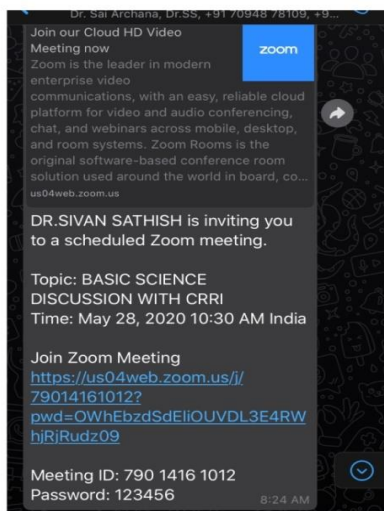 Dr. Sai Archana, Dr.SS, +91 70948 78109, +9...
Join our Cloud HD Video
Meeting now
zoom
Zoom is the leader in modern
enterprise video
communications, with an easy, reliable cloud
platform for video and audio conferencing,
chat, and webinars across mobile, desktop,
and room systems. Zoom Rooms is the
original software-based conference room
solution used around the world in board, co...
us04web.zoom.us
DR.SIVAN SATHISH is inviting you
to a scheduled Zoom meeting.
Topic: BASIC SCIENCE
DISCUSSION WITH CRRI
Time: May 28, 2020 10:30 AM India
Join Zoom Meeting
https://us04web.zoom.us/j/
79014161012?
pwd=OWhEbzdSdEliOUVDL3E4RW
hjRjRudz09
Meeting ID: 790 1416 1012
Password: 123456
8:24 AM